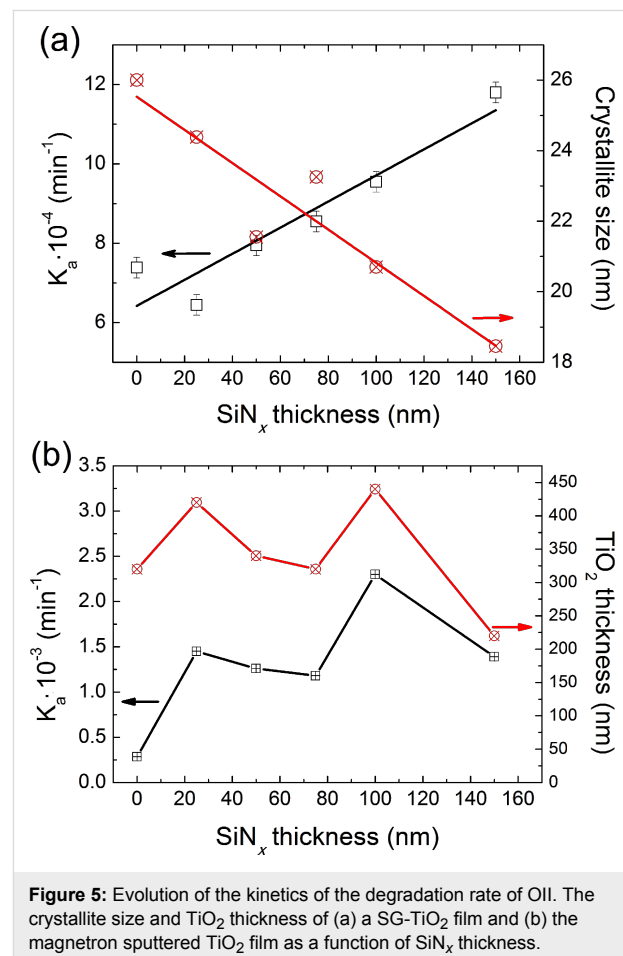 (a)
12
10
8
6
Kₐ·10⁻⁴ (min⁻¹)
26
24
22
20
18
Crystallite size (nm)
0 20 40 60 80 100 120 140 160
SiNₓ thickness (nm)
(b)
3.5
3.0
2.5
2.0
1.5
1.0
0.5
0.0
Kₐ·10⁻³ (min⁻¹)
450
400
350
300
250
200
150
100
50
0
TiO₂ thickness (nm)
0 20 40 60 80 100 120 140 160
SiNₓ thickness (nm)
Figure 5: Evolution of the kinetics of the degradation rate of OII. The
crystallite size and TiO₂ thickness of (a) a SG-TiO₂ film and (b) the
magnetron sputtered TiO₂ film as a function of SiNₓ thickness.